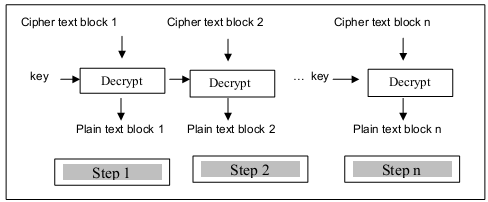 Cipher text block 1 Cipher text block 2 Cipher text block n
key Decrypt Decrypt ... key Decrypt
Plain text block 1 Plain text block 2 Plain text block n
Step 1 Step 2 Step n